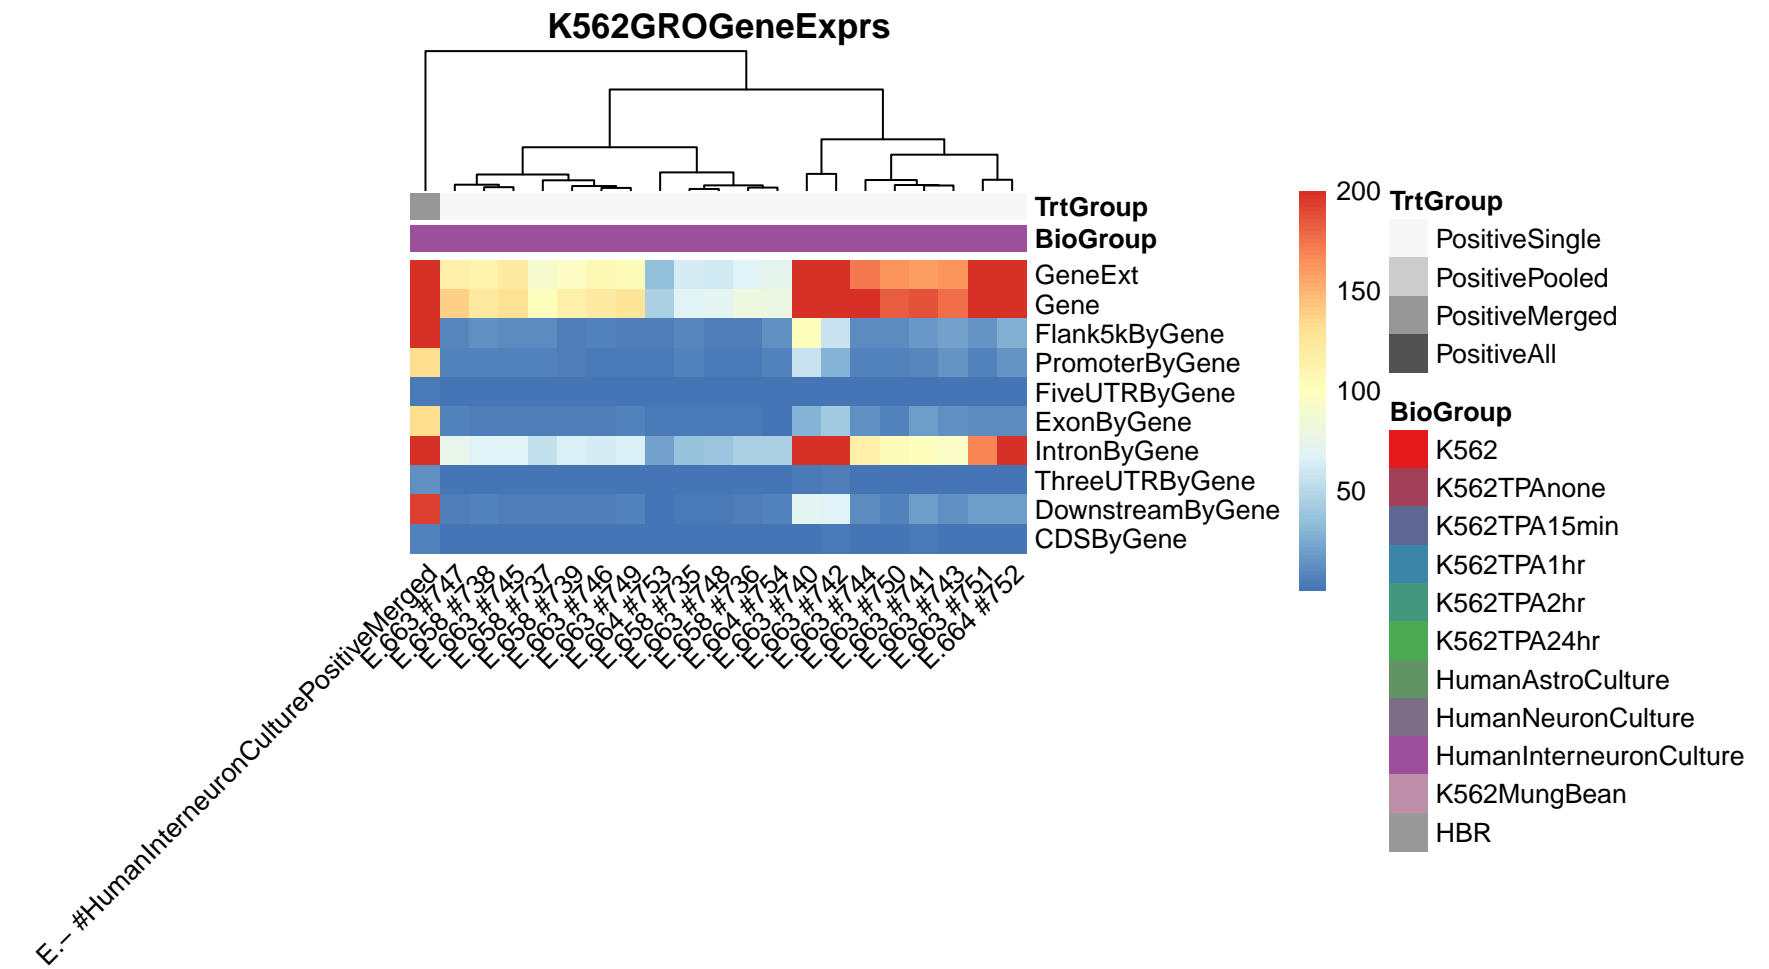 K562GROGeneExprs
TrtGroup
BioGroup
GeneExt
Gene
Flank5kByGene
PromoterByGene
FiveUTRByGene
ExonByGene
IntronByGene
ThreeUTRByGene
DownstreamByGene
CDSByGene
E.– #HumanInterneuronCulturePositiveMerged
E.663 #747
E.658 #738
E.663 #745
E.658 #737
E.658 #739
E.663 #746
E.663 #749
E.664 #753
E.658 #735
E.663 #748
E.658 #736
E.664 #754
E.663 #740
E.663 #742
E.663 #744
E.663 #750
E.663 #741
E.663 #743
E.663 #751
E.664 #752
200
150
100
50
TrtGroup
PositiveSingle
PositivePooled
PositiveMerged
PositiveAll
BioGroup
K562
K562TPAnone
K562TPA15min
K562TPA1hr
K562TPA2hr
K562TPA24hr
HumanAstroCulture
HumanNeuronCulture
HumanInterneuronCulture
K562MungBean
HBR